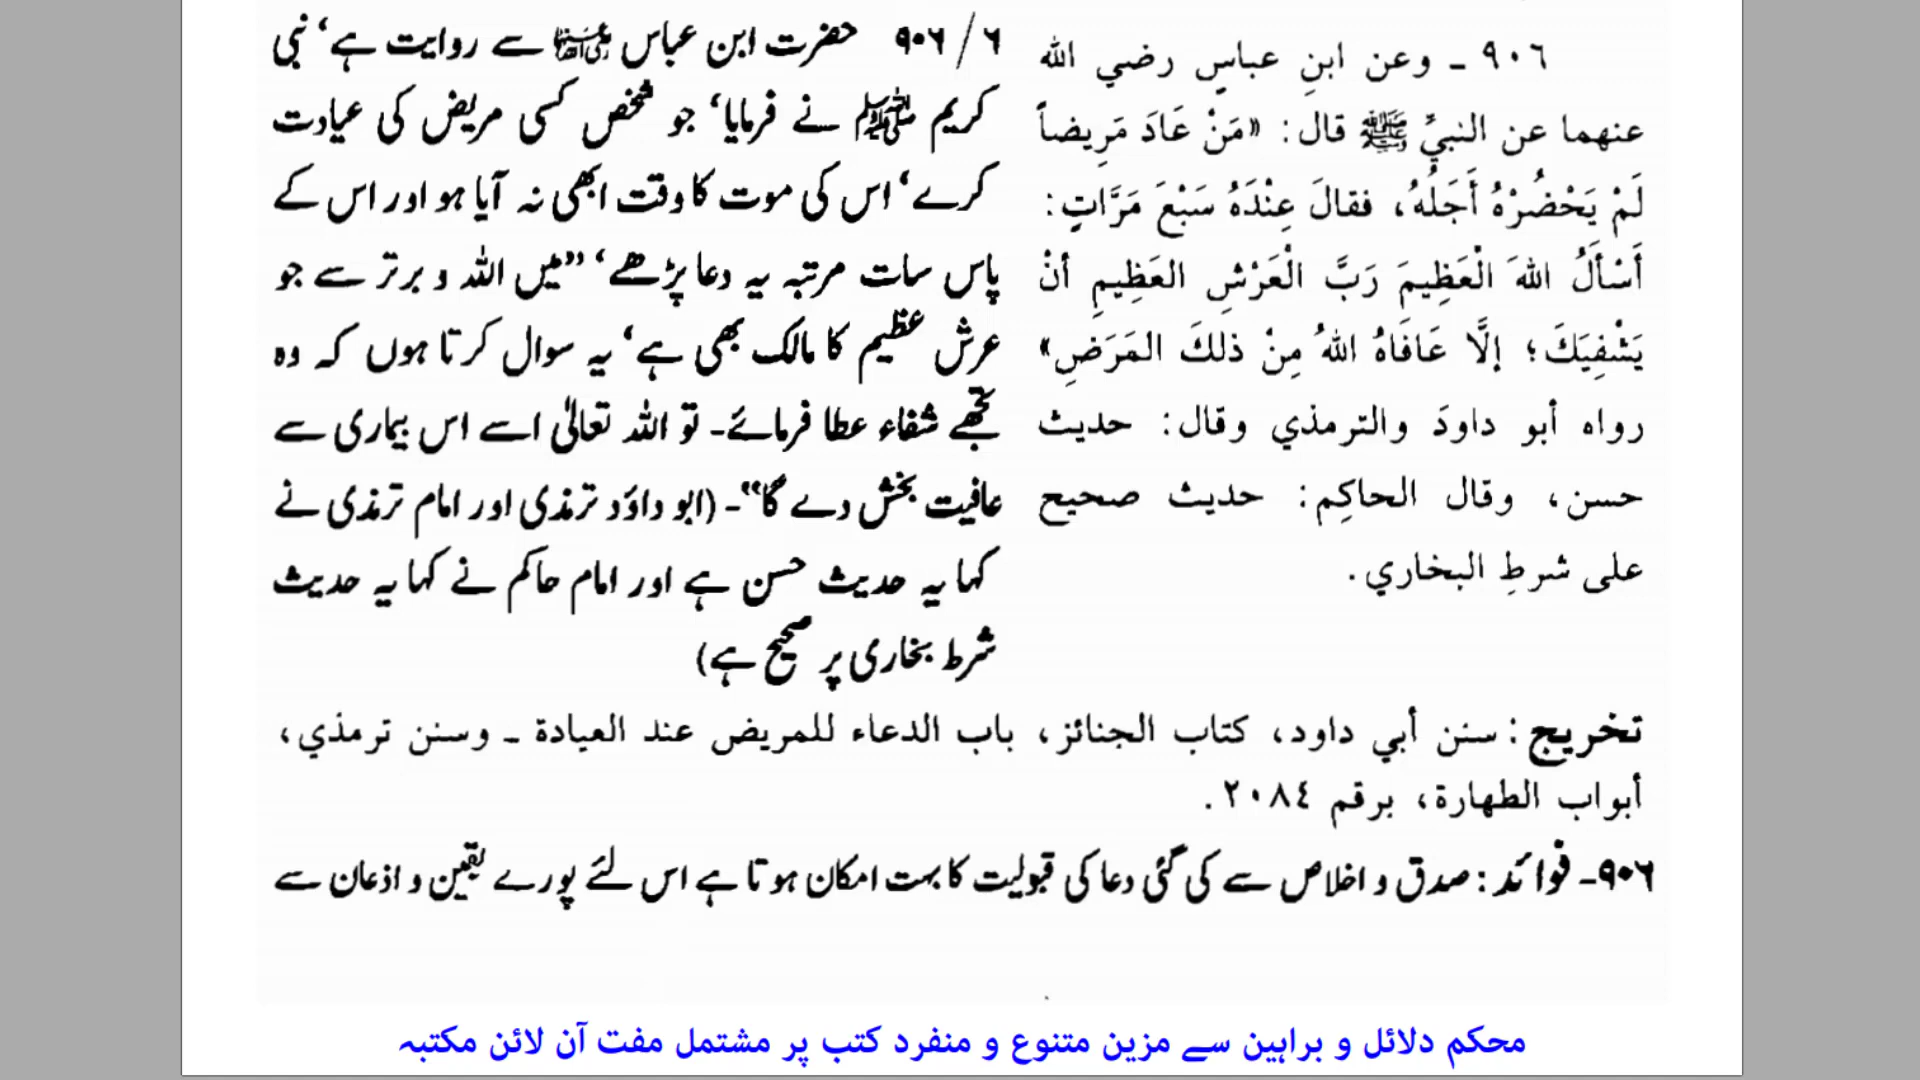 ٩٠٦ ـ وعن ابنِ عباسٍ رضي الله
عنهما عن النبيِّ ﷺ قال: «مَنْ عَادَ مَرِيضاً
لَمْ يَحْضُرْهُ أَجَلُهُ، فقالَ عِنْدَهُ سَبْعَ مَرَّاتٍ:
أَسْأَلُ اللهَ الْعَظِيمَ رَبَّ الْعَرْشِ العَظِيمِ أنْ
يَشْفِيَكَ؛ إلَّا عَافَاهُ اللهُ مِنْ ذلكَ المَرَضِ»
رواه أبو داودَ والترمذي وقال: حديث
حسن، وقال الحاكِم: حديث صحيح
على شرطِ البخاري.
۶ / ۹۰۶ حضرت ابن عباس رضی اللہ عنہما سے روایت ہے‘ نبی
کریم ﷺ نے فرمایا‘ جو شخص کسی مریض کی عیادت
کرے‘ اس کی موت کا وقت ابھی نہ آیا ہو اور اس کے
پاس سات مرتبہ یہ دعا پڑھے‘ ”میں اللہ و برتر سے جو
عرش عظیم کا مالک بھی ہے‘ یہ سوال کرتا ہوں کہ وہ
تجھے شفاء عطا فرمائے۔ تو اللہ تعالیٰ اسے اس بیماری سے
عافیت بخش دے گا“۔ (ابو داؤد ترمذی اور امام ترمذی نے
کہا یہ حدیث حسن ہے اور امام حاکم نے کہا یہ حدیث
شرط بخاری پر صحیح ہے)
تخريج: سنن أبي داود، كتاب الجنائز، باب الدعاء للمريض عند العيادة ـ وسنن ترمذي،
أبواب الطهارة، برقم ٢٠٨٤.
۹۰۶۔ فوائد: صدق و اخلاص سے کی گئی دعا کی قبولیت کا بہت امکان ہوتا ہے اس لئے پورے یقین و اذعان سے
محکم دلائل و براہین سے مزین متنوع و منفرد کتب پر مشتمل مفت آن لائن مکتبہ